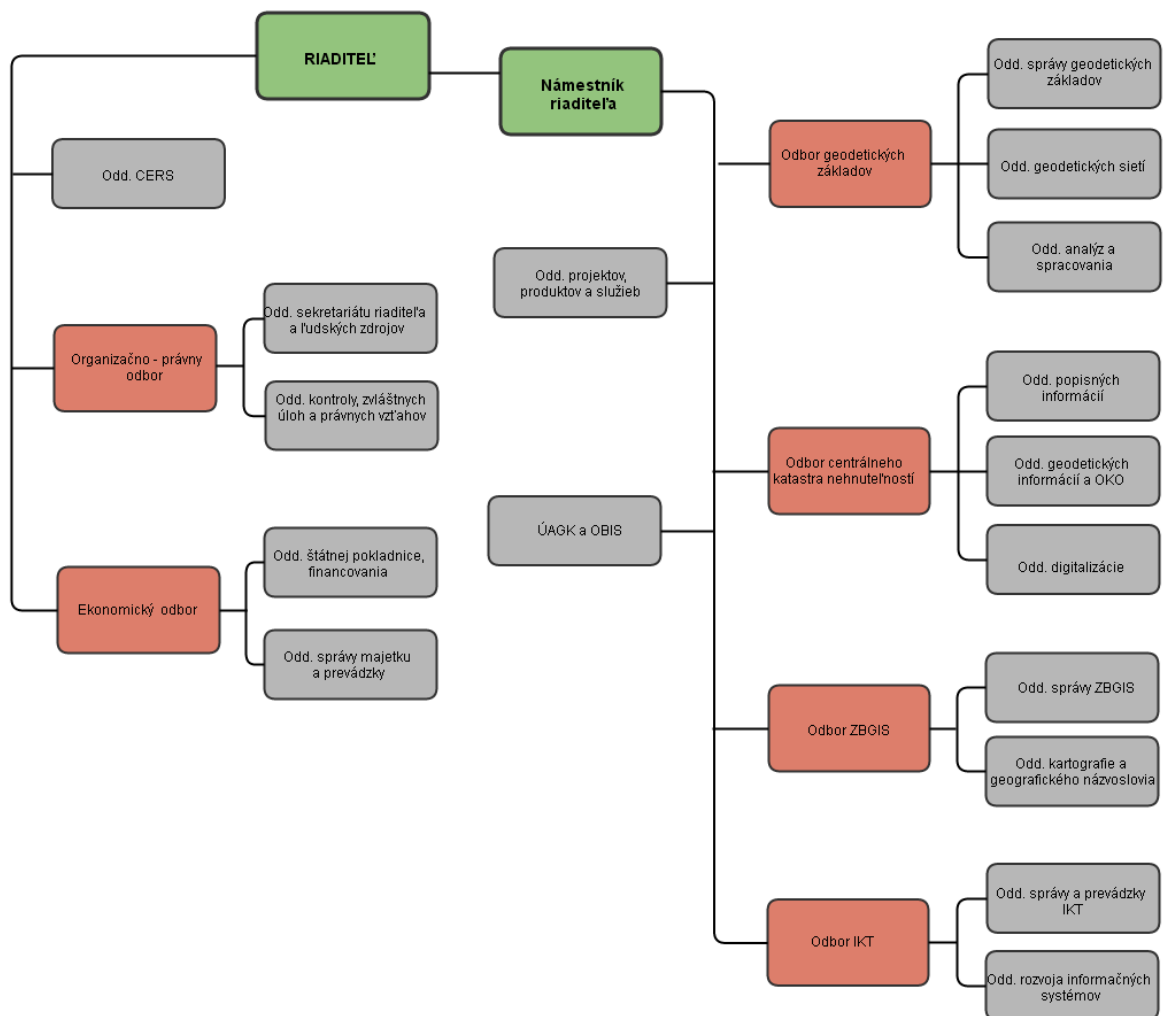 RIADITEĽ
Námestník
riaditeľa
Odd. CERS
Organizačno - právny
odbor
Odd. sekretariátu riaditeľa
a ľudských zdrojov
Odd. kontroly, zvláštnych
úloh a právnych vzťahov
Ekonomický odbor
Odd. štátnej pokladnice,
financovania
Odd. správy majetku
a prevádzky
Odd. projektov,
produktov a služieb
ÚAGK a OBIS
Odbor geodetických
základov
Odd. správy geodetických
základov
Odd. geodetických sietí
Odd. analýz a
spracovania
Odbor centrálneho
katastra nehnuteľností
Odd. popisných
informácií
Odd. geodetických
informácií a OKO
Odd. digitalizácie
Odbor ZBGIS
Odd. správy ZBGIS
Odd. kartografie a
geografického názvoslovia
Odbor IKT
Odd. správy a prevádzky
IKT
Odd. rozvoja informačných
systémov